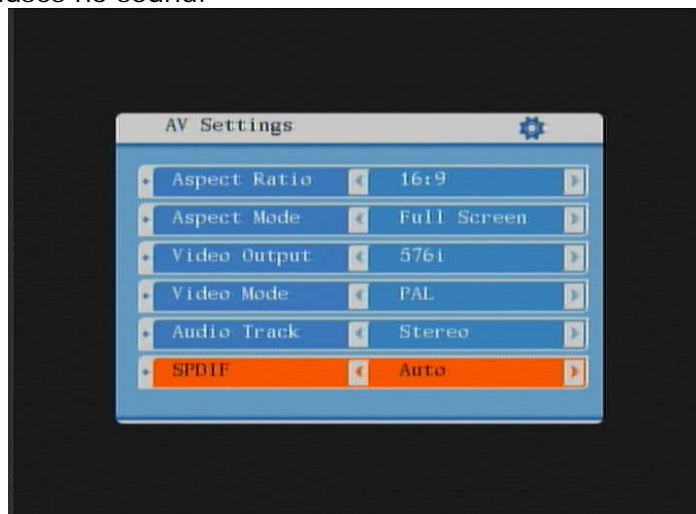 AV Settings
Aspect Ratio 16:9
Aspect Mode Full Screen
Video Output 576i
Video Mode PAL
Audio Track Stereo
SPDIF Auto